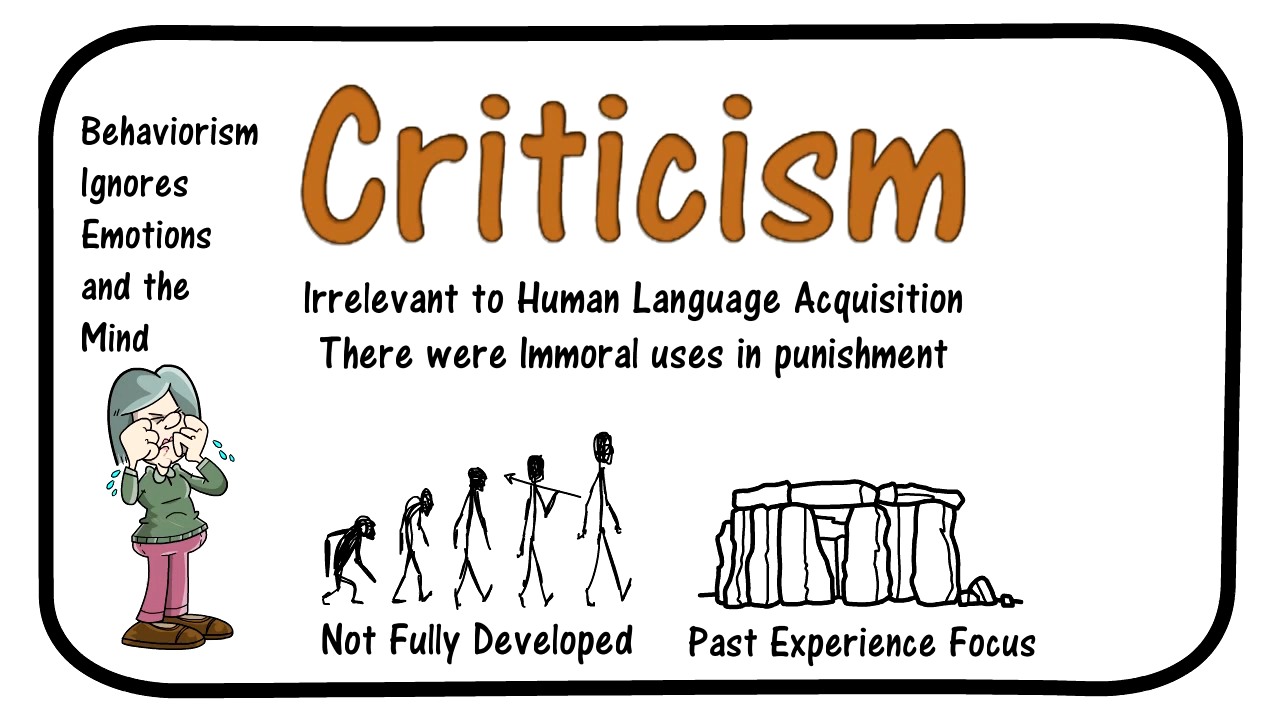 Behaviorism
Ignores
Emotions
and the
Mind
Criticism
Irrelevant to Human Language Acquisition
There were Immoral uses in punishment
Not Fully Developed
Past Experience Focus